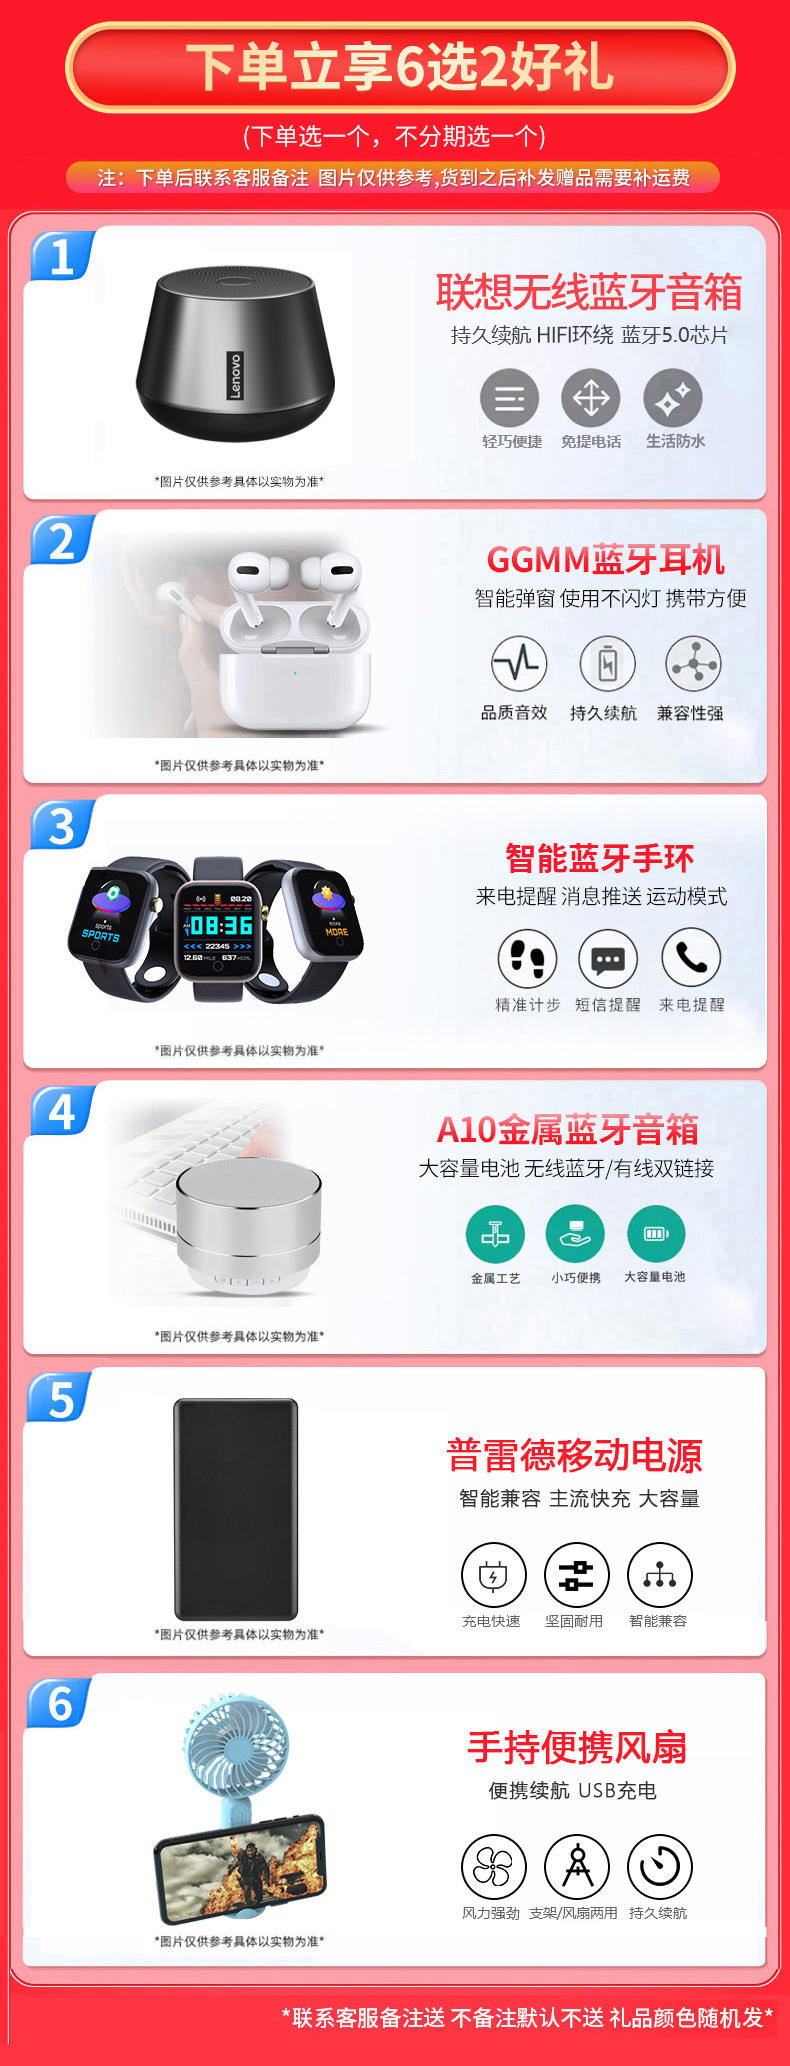 下单立享6选2好礼
(下单选一个，不分期选一个)
注：下单后联系客服备注 图片仅供参考,货到之后补发赠品需要补运费
1
联想无线蓝牙音箱
持久续航 HIFI环绕 蓝牙5.0芯片
Lenovo
轻巧便捷 免提电话 生活防水
*图片仅供参考具体以实物为准*
2
GGMM蓝牙耳机
智能弹窗 使用不闪灯 携带方便
品质音效 持久续航 兼容性强
*图片仅供参考具体以实物为准*
3
智能蓝牙手环
来电提醒 消息推送 运动模式
sports
SPORTS
08.20
AM
08:36
<<< 22345 >>>
12.60 MILE 637 KCAL
more
MORE
精准计步 短信提醒 来电提醒
*图片仅供参考具体以实物为准*
4
A10金属蓝牙音箱
大容量电池 无线蓝牙/有线双链接
金属工艺 小巧便携 大容量电池
*图片仅供参考具体以实物为准*
5
普雷德移动电源
智能兼容 主流快充 大容量
充电快速 坚固耐用 智能兼容
*图片仅供参考具体以实物为准*
6
手持便携风扇
便携续航 USB充电
风力强劲 支架/风扇两用 持久续航
*图片仅供参考具体以实物为准*
*联系客服备注送 不备注默认不送 礼品颜色随机发*